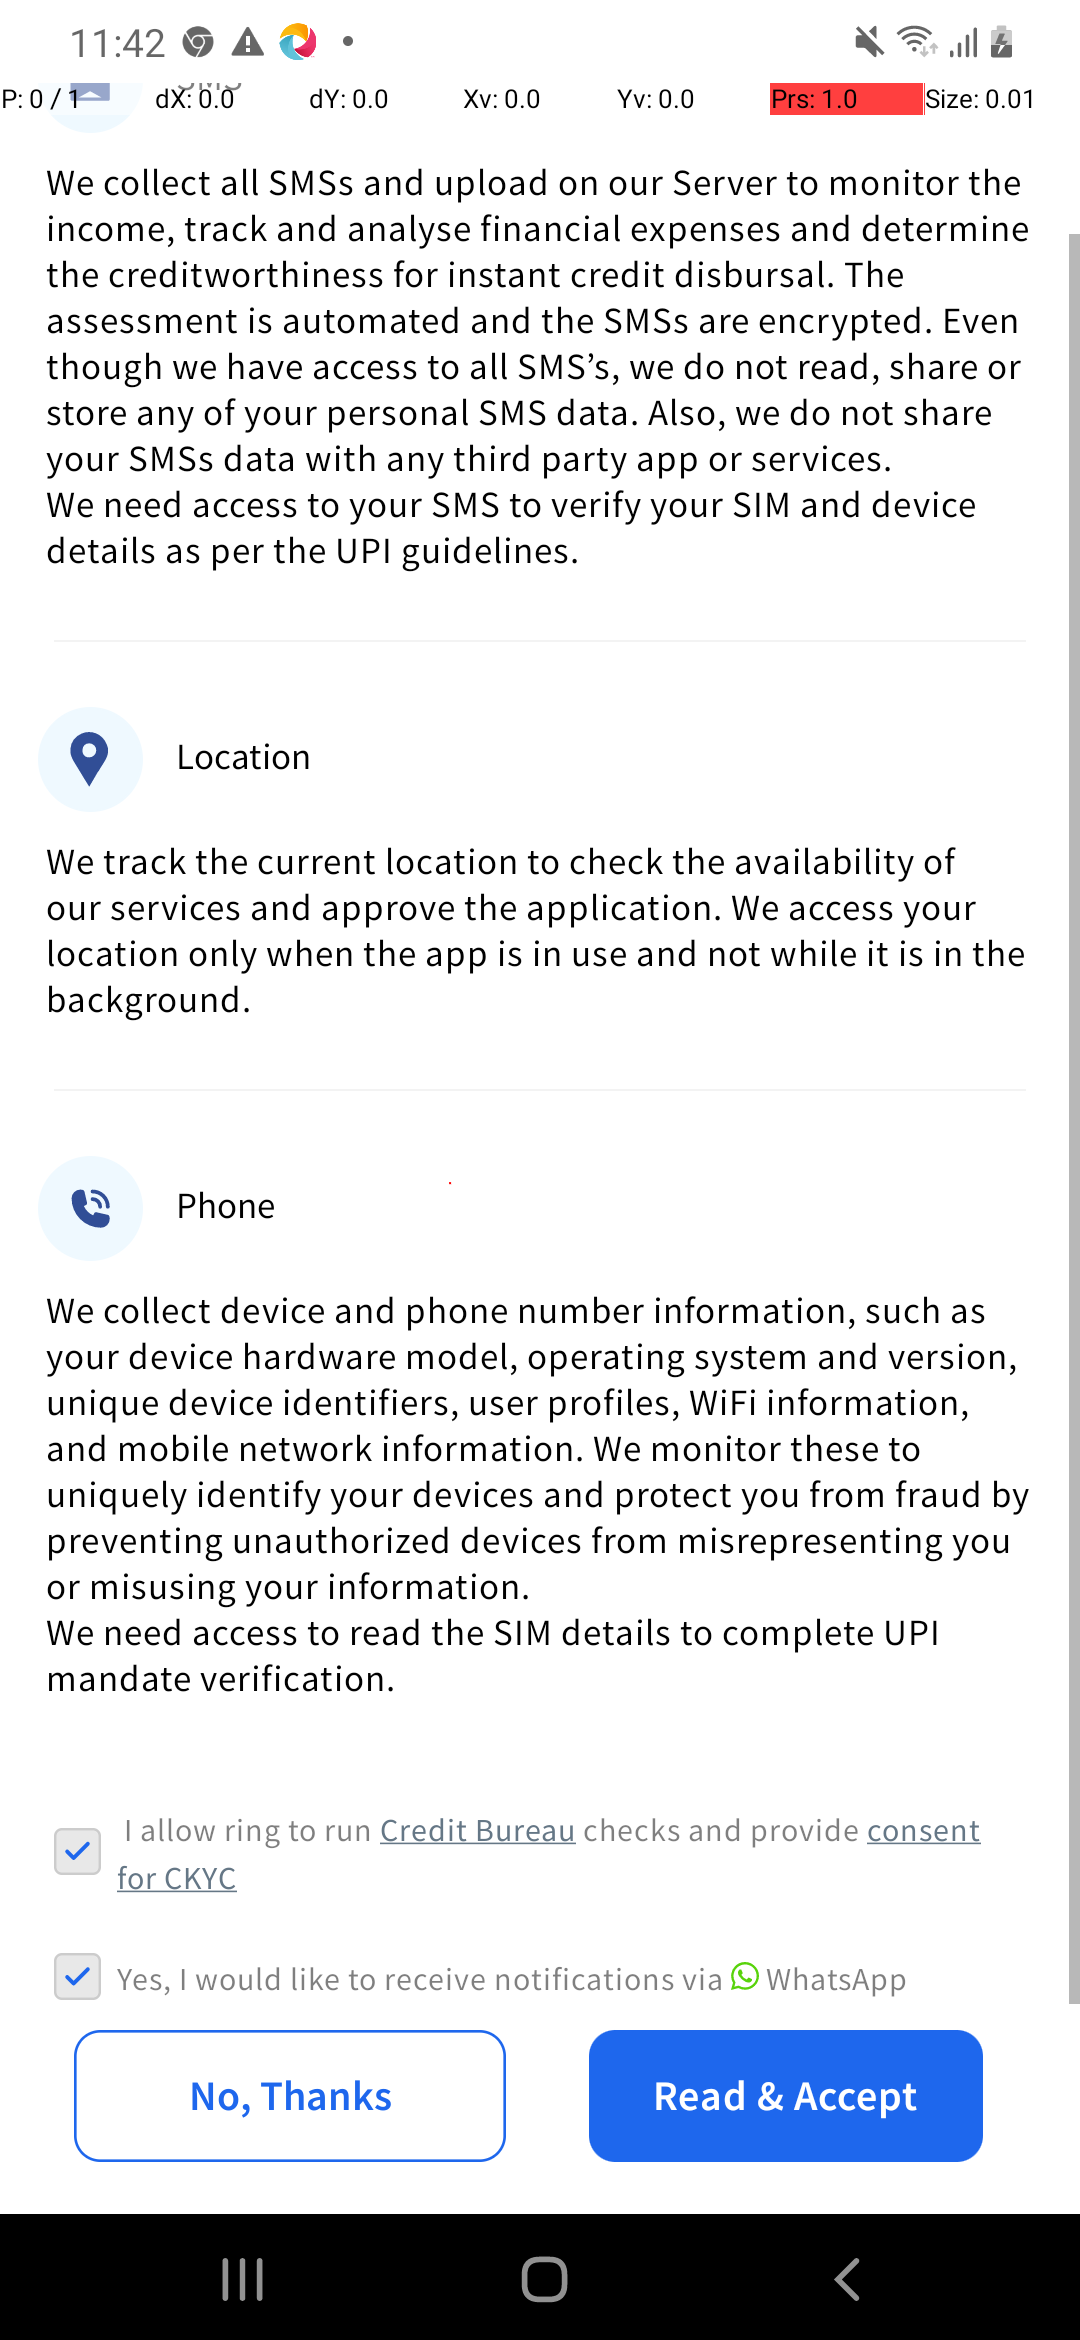 11:42
SMS
P: 0 / 1 dX: 0.0 dY: 0.0 Xv: 0.0 Yv: 0.0 Prs: 1.0 Size: 0.01
We collect all SMSs and upload on our Server to monitor the
income, track and analyse financial expenses and determine
the creditworthiness for instant credit disbursal. The
assessment is automated and the SMSs are encrypted. Even
though we have access to all SMS’s, we do not read, share or
store any of your personal SMS data. Also, we do not share
your SMSs data with any third party app or services.
We need access to your SMS to verify your SIM and device
details as per the UPI guidelines.
Location
We track the current location to check the availability of
our services and approve the application. We access your
location only when the app is in use and not while it is in the
background.
Phone
We collect device and phone number information, such as
your device hardware model, operating system and version,
unique device identifiers, user profiles, WiFi information,
and mobile network information. We monitor these to
uniquely identify your devices and protect you from fraud by
preventing unauthorized devices from misrepresenting you
or misusing your information.
We need access to read the SIM details to complete UPI
mandate verification.
I allow ring to run Credit Bureau checks and provide consent
for CKYC
Yes, I would like to receive notifications via WhatsApp
No, Thanks
Read & Accept